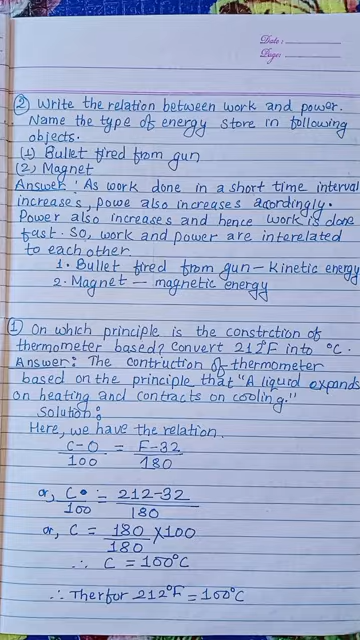 Date:
Page:
② Write the relation between work and power.
Name the type of energy store in following
objects.
(1) Bullet fired from gun
(2) Magnet
Answer: As work done in a short time interval
increases, powe also increases acordingly.
Power also increases and hence work is done
fast. So, work and power are interelated
to each other.
1. Bullet fired from gun – Kinetic energy
2. Magnet – magnetic energy
① On which principle is the constrction of
thermometer based? Convert 212°F into °C.
Answer: The contruction of thermometer
based on the principle that "A liquid expands
on heating and contracts on cooling."
Solution:
Here, we have the relation.
C-0/100 = F-32/180
or, C/100 = 212-32/180
or, C = 180/180 × 100
∴ C = 100°C
∴ Therfor 212°F = 100°C